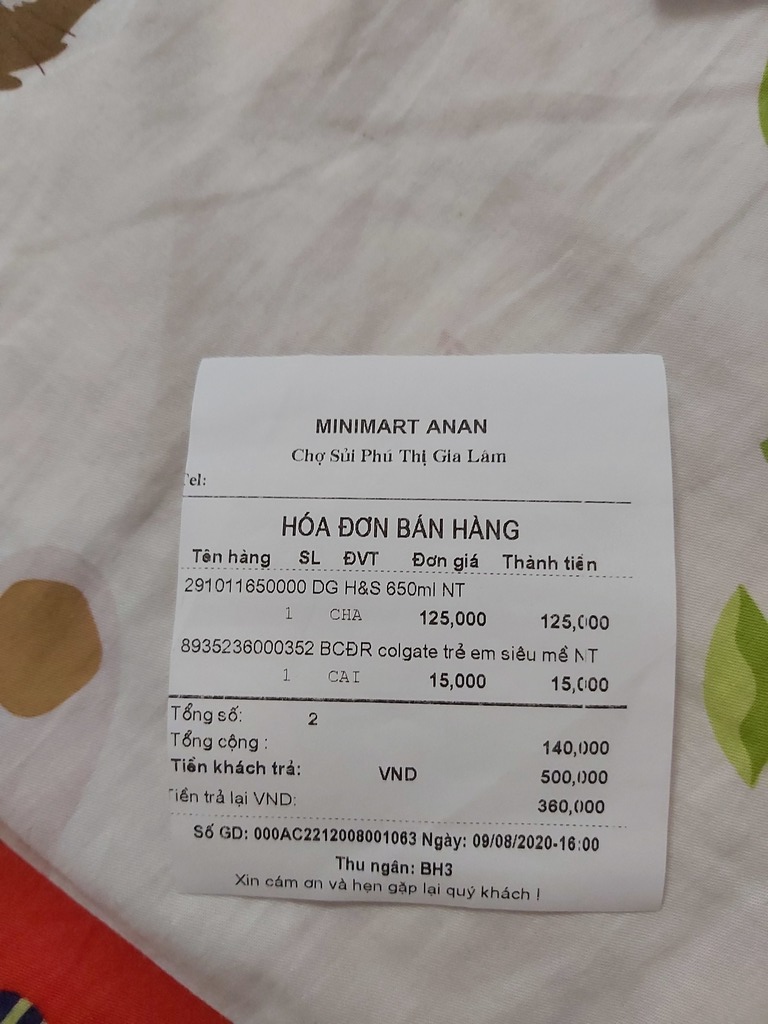 MINIMART ANAN
Chợ Sủi Phú Thị Gia Lâm
Tel:
HÓA ĐƠN BÁN HÀNG
Tên hàng SL ĐVT Đơn giá Thành tiền
291011650000 DG H&S 650ml NT
1 CHA 125,000 125,000
8935236000352 BCĐR colgate trẻ em siêu mề NT
1 CAI 15,000 15,000
Tổng số: 2
Tổng cộng : 140,000
Tiền khách trả: VND 500,000
Tiền trả lại VND: 360,000
Số GD: 000AC2212008001063 Ngày: 09/08/2020-16:00
Thu ngân: BH3
Xin cám ơn và hẹn gặp lại quý khách !